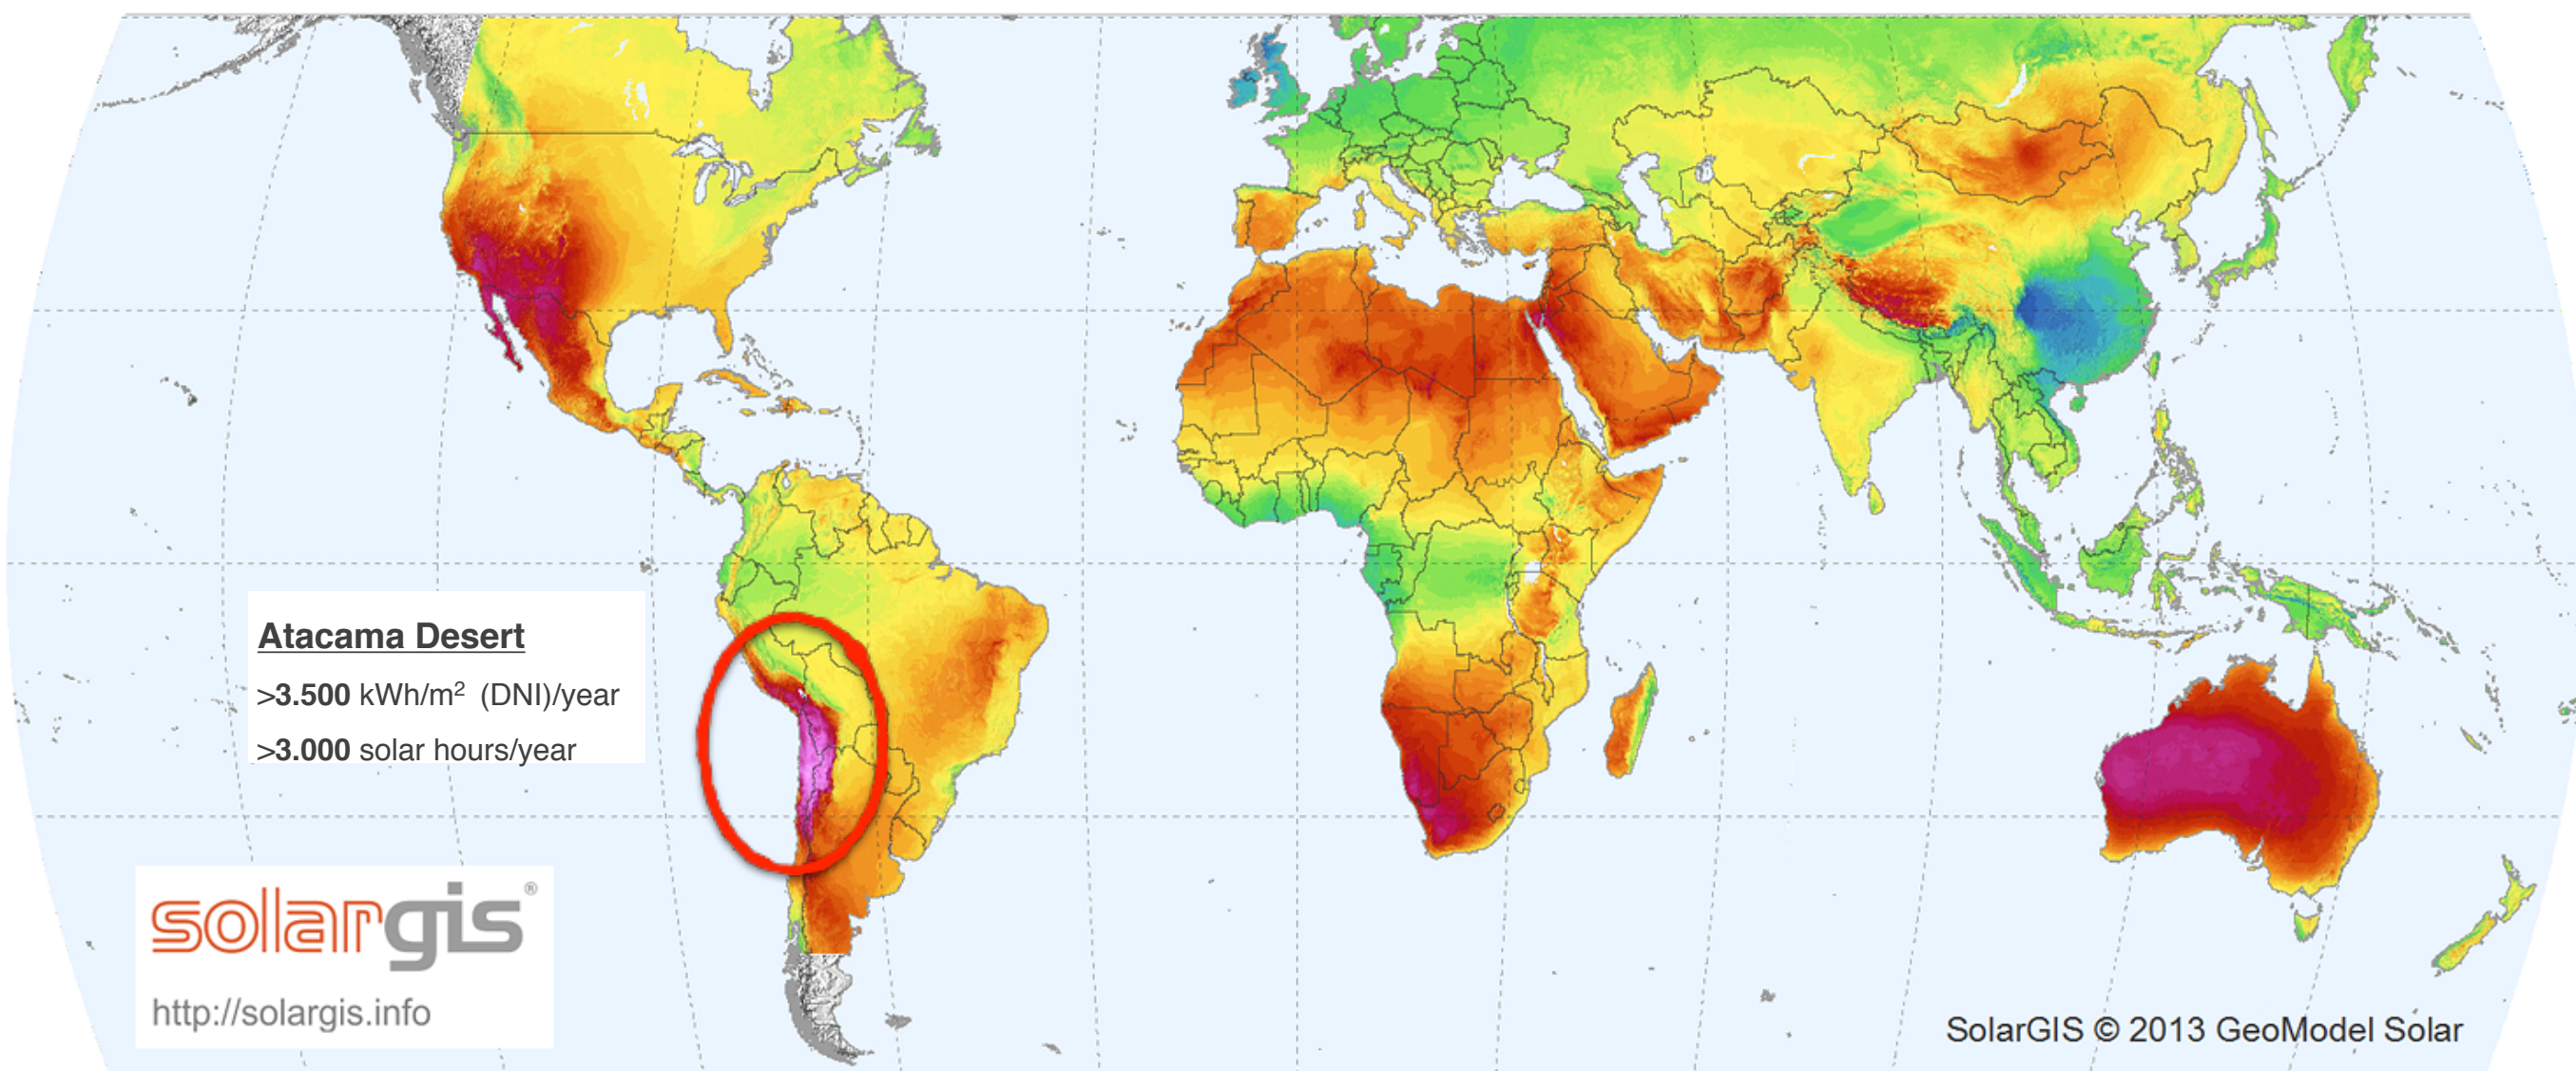 Atacama Desert
>3.500 kWh/m² (DNI)/year
>3.000 solar hours/year
solargis®
http://solargis.info
SolarGIS © 2013 GeoModel Solar